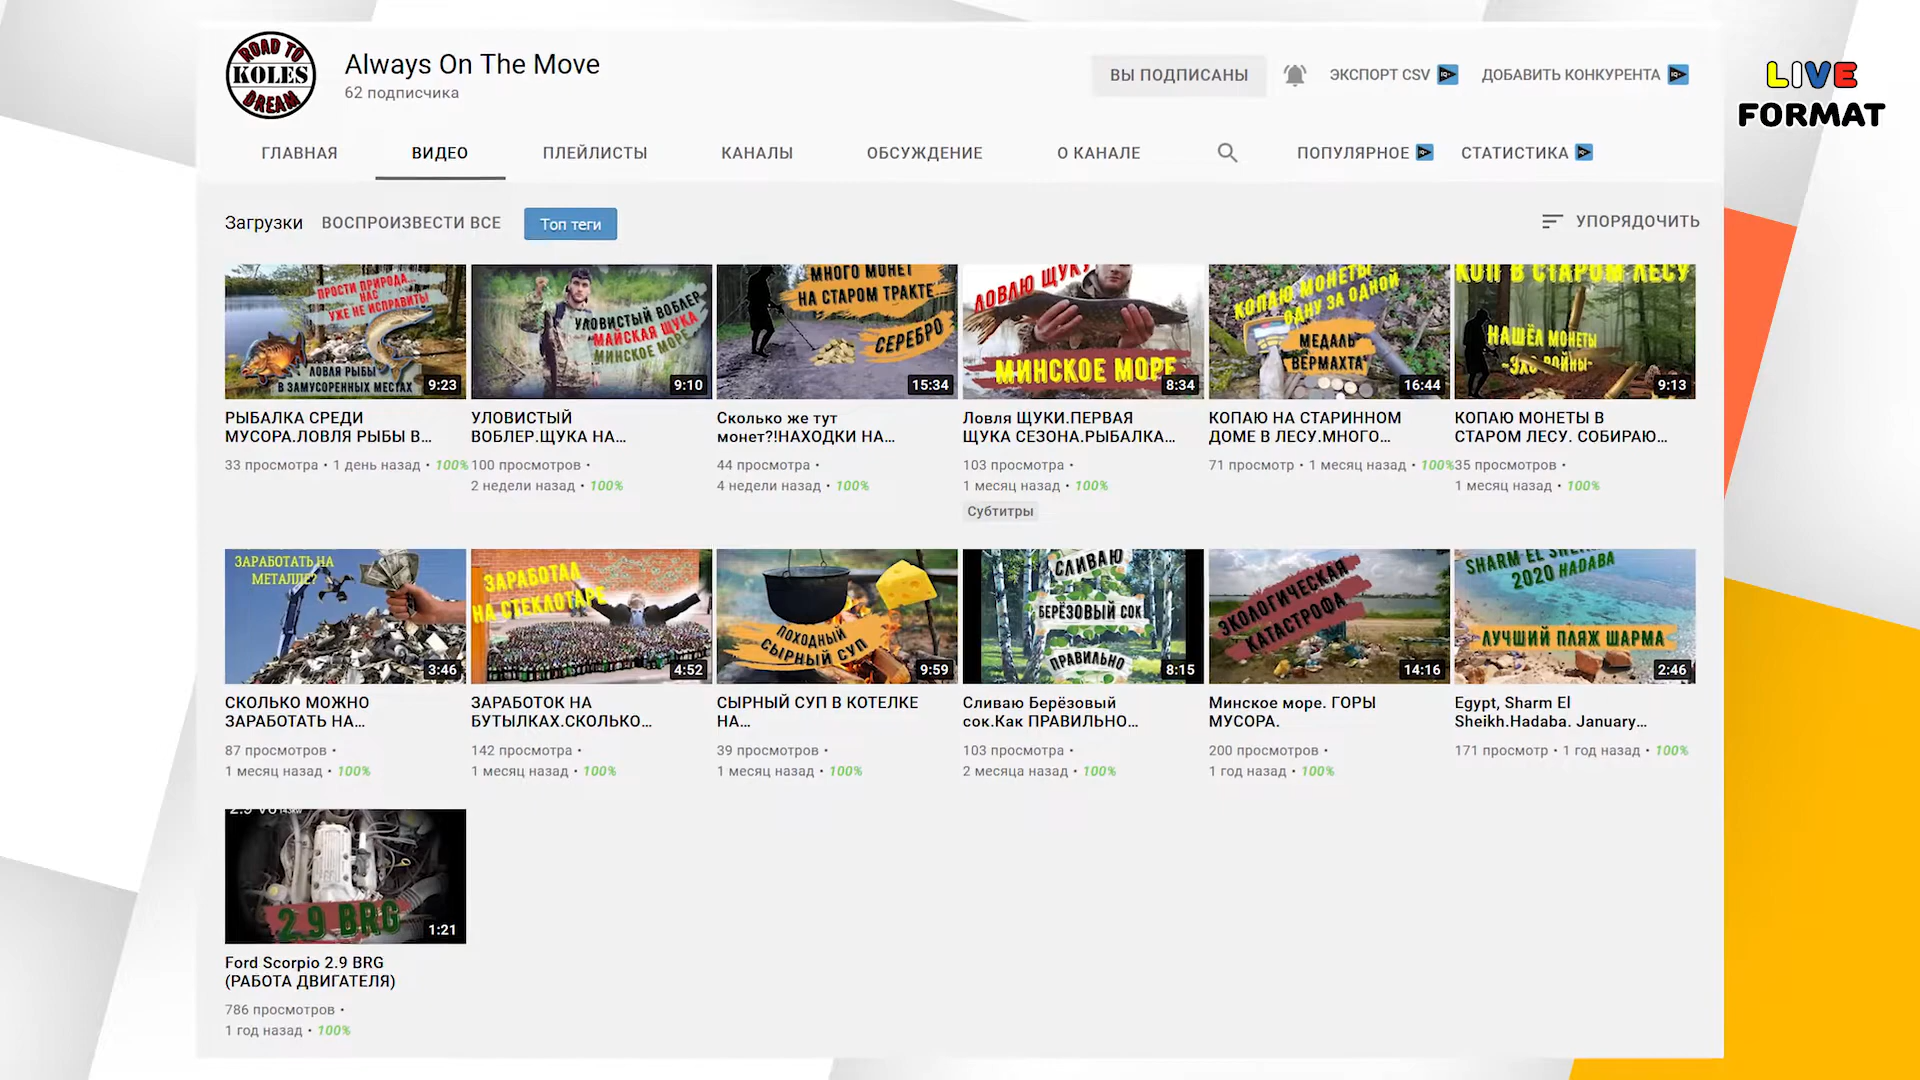 ROAD TO
KOLES
DREAM
Always On The Move
62 подписчика
ВЫ ПОДПИСАНЫ
ЭКСПОРТ CSV
ДОБАВИТЬ КОНКУРЕНТА
LIVE
FORMAT
ГЛАВНАЯ
ВИДЕО
ПЛЕЙЛИСТЫ
КАНАЛЫ
ОБСУЖДЕНИЕ
О КАНАЛЕ
ПОПУЛЯРНОЕ
СТАТИСТИКА
Загрузки
ВОСПРОИЗВЕСТИ ВСЕ
Топ теги
УПОРЯДОЧИТЬ
ПРОСТИ ПРИРОДА...
НАС
УЖЕ НЕ ИСПРАВИТЬ
ЛОВЛЯ РЫБЫ
В ЗАМУСОРЕННЫХ МЕСТАХ
9:23
РЫБАЛКА СРЕДИ
МУСОРА.ЛОВЛЯ РЫБЫ В...
33 просмотра • 1 день назад • 100%
УЛОВИСТЫЙ ВОБЛЕР
МАЙСКАЯ ЩУКА
МИНСКОЕ МОРЕ
9:10
УЛОВИСТЫЙ
ВОБЛЕР.ЩУКА НА...
100 просмотров •
2 недели назад • 100%
МНОГО МОНЕТ
НА СТАРОМ ТРАКТЕ
СЕРЕБРО
15:34
Сколько же тут
монет?!НАХОДКИ НА...
44 просмотра •
4 недели назад • 100%
ЛОВЛЮ ЩУКУ
МИНСКОЕ МОРЕ
8:34
Ловля ЩУКИ.ПЕРВАЯ
ЩУКА СЕЗОНА.РЫБАЛКА...
103 просмотра •
1 месяц назад • 100%
Субтитры
КОПАЮ МОНЕТЫ
ОДНУ ЗА ОДНОЙ
МЕДАЛЬ
ВЕРМАХТА
16:44
КОПАЮ НА СТАРИННОМ
ДОМЕ В ЛЕСУ.МНОГО...
71 просмотр • 1 месяц назад • 100%
КОП В СТАРОМ ЛЕСУ
НАШЁЛ МОНЕТЫ
-ЭХО ВОЙНЫ-
9:13
КОПАЮ МОНЕТЫ В
СТАРОМ ЛЕСУ. СОБИРАЮ...
35 просмотров •
1 месяц назад • 100%
ЗАРАБОТАТЬ НА
МЕТАЛЛЕ?
3:46
СКОЛЬКО МОЖНО
ЗАРАБОТАТЬ НА...
87 просмотров •
1 месяц назад • 100%
ЗАРАБОТАЛ
НА СТЕКЛОТАРЕ
4:52
ЗАРАБОТОК НА
БУТЫЛКАХ.СКОЛЬКО...
142 просмотра •
1 месяц назад • 100%
ПОХОДНЫЙ
СЫРНЫЙ СУП
9:59
СЫРНЫЙ СУП В КОТЕЛКЕ
НА...
39 просмотров •
1 месяц назад • 100%
СЛИВАЮ
БЕРЁЗОВЫЙ СОК
ПРАВИЛЬНО
8:15
Сливаю Берёзовый
сок.Как ПРАВИЛЬНО...
103 просмотра •
2 месяца назад • 100%
ЭКОЛОГИЧЕСКАЯ
КАТАСТРОФА
14:16
Минское море. ГОРЫ
МУСОРА.
200 просмотров •
1 год назад • 100%
SHARM EL SHEIKH
2020 HADABA
ЛУЧШИЙ ПЛЯЖ ШАРМА
2:46
Egypt, Sharm El
Sheikh.Hadaba. January...
171 просмотр • 1 год назад • 100%
2.9 BRG
1:21
Ford Scorpio 2.9 BRG
(РАБОТА ДВИГАТЕЛЯ)
786 просмотров •
1 год назад • 100%